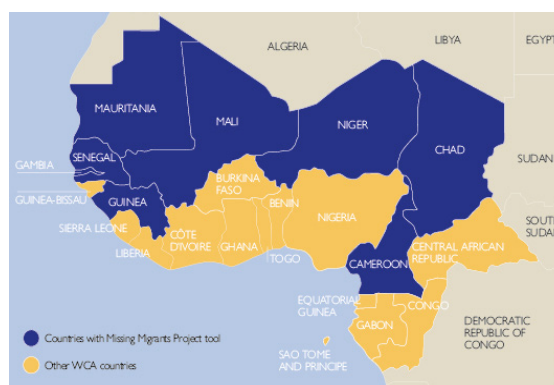 ALGERIA
LIBYA
EGYPT
MAURITANIA
MALI
NIGER
CHAD
SUDAN
SENEGAL
GAMBIA
GUINEA-BISSAU
GUINEA
BURKINA
FASO
BENIN
NIGERIA
SOUTH
SUDAN
SIERRA LEONE
LIBERIA
CÔTE
D'IVOIRE
GHANA
TOGO
CAMEROON
CENTRAL AFRICAN
REPUBLIC
EQUATORIAL
GUINEA
GABON
CONGO
SAO TOME
AND PRINCIPE
DEMOCRATIC
REPUBLIC OF
CONGO
Countries with Missing Migrants Project tool
Other WCA countries